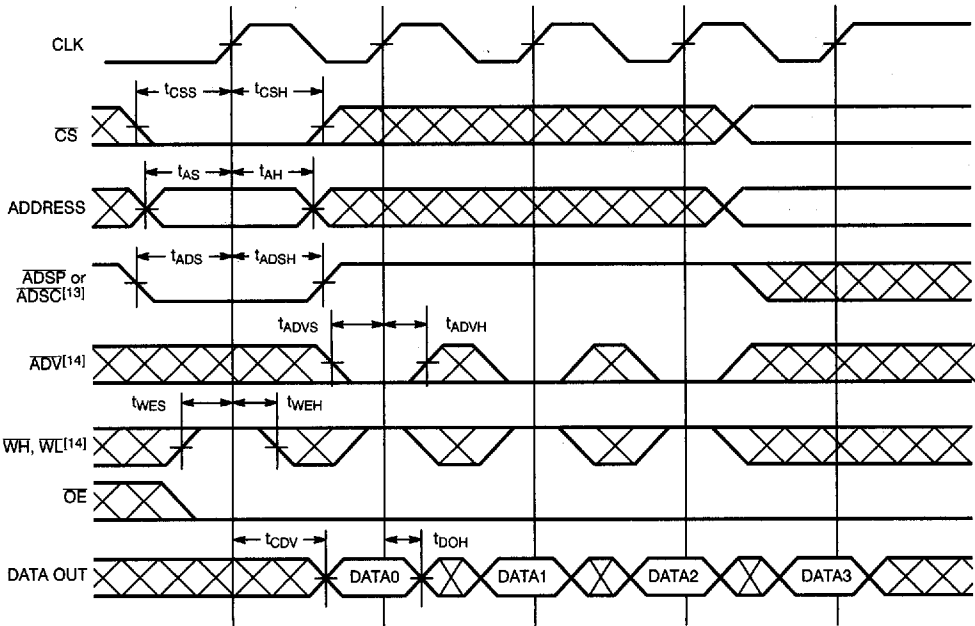 CLK
tCSS
tCSH
CS
tAS
tAH
ADDRESS
tADS
tADSH
ADSP or
ADSC[13]
tADVS
tADVH
ADV[14]
tWES
tWEH
WH, WL[14]
OE
tCDV
tDOH
DATA OUT
DATA0
DATA1
DATA2
DATA3